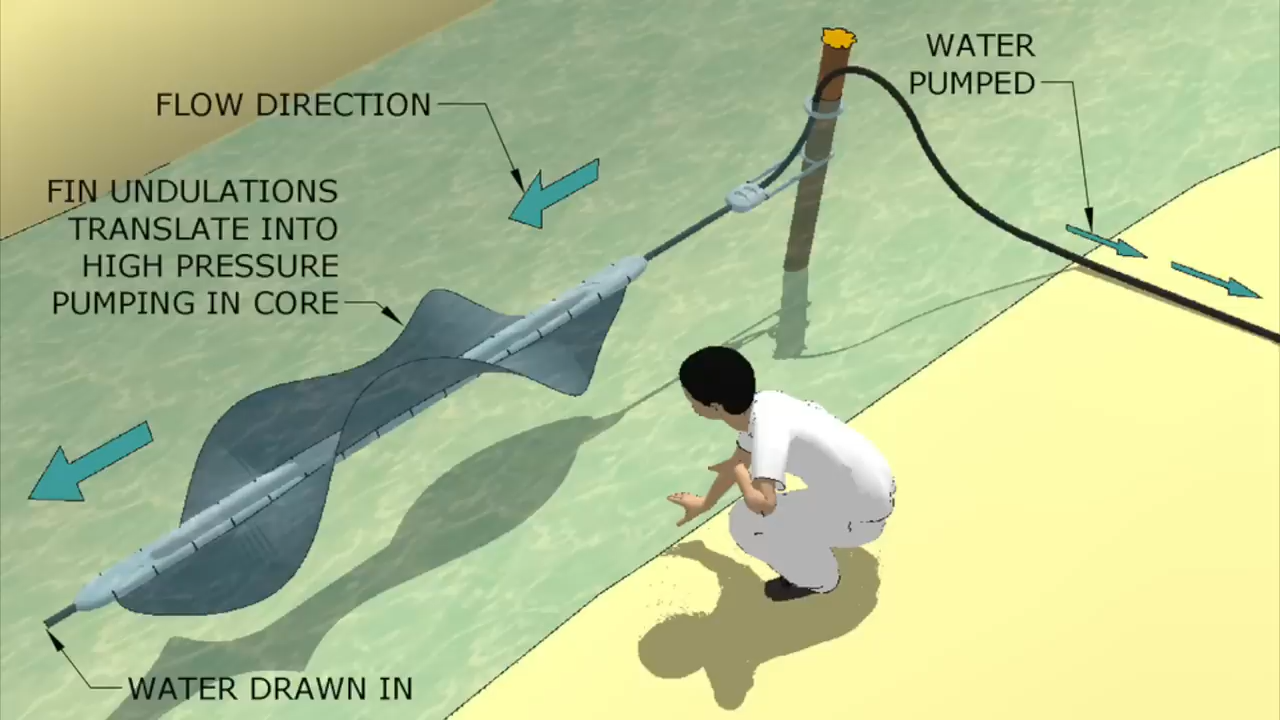 WATER
PUMPED
FLOW DIRECTION
FIN UNDULATIONS
TRANSLATE INTO
HIGH PRESSURE
PUMPING IN CORE
WATER DRAWN IN